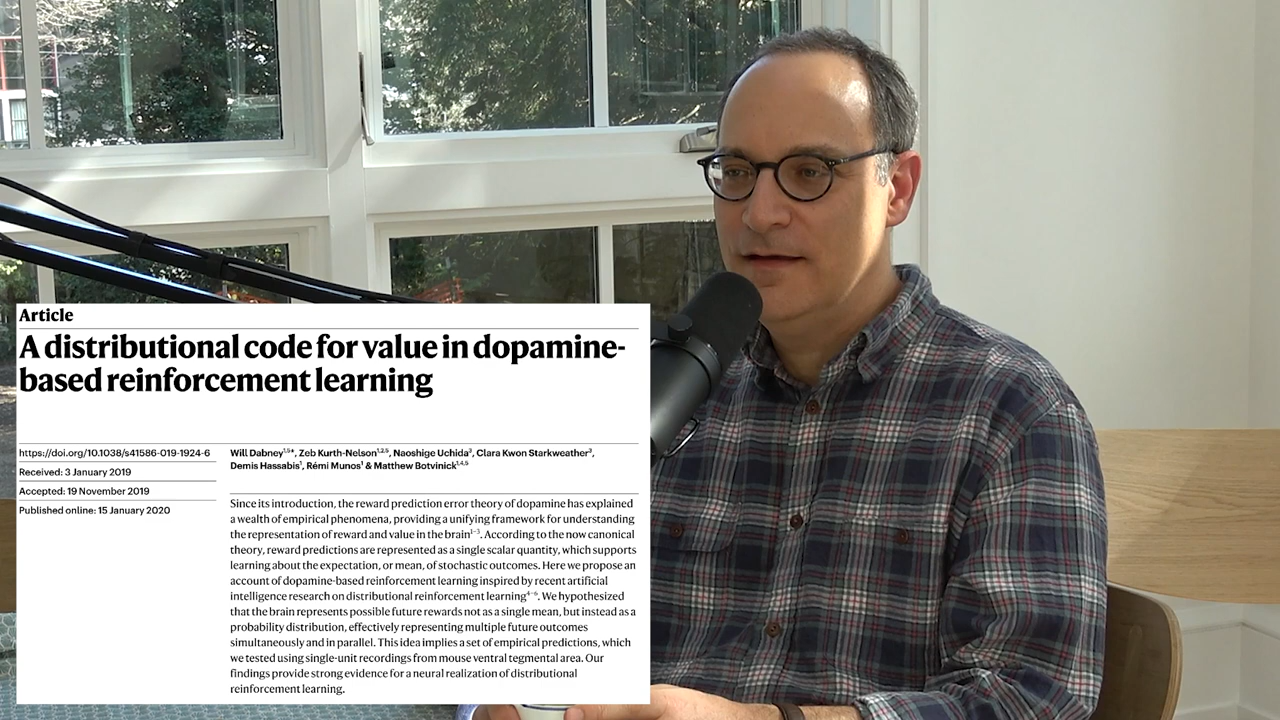 Article
A distributional code for value in dopamine-
based reinforcement learning
https://doi.org/10.1038/s41586-019-1924-6
Received: 3 January 2019
Accepted: 19 November 2019
Published online: 15 January 2020
Will Dabney1,5*, Zeb Kurth-Nelson1,2,5, Naoshige Uchida3, Clara Kwon Starkweather3,
Demis Hassabis1, Rémi Munos1 & Matthew Botvinick1,4,5
Since its introduction, the reward prediction error theory of dopamine has explained
a wealth of empirical phenomena, providing a unifying framework for understanding
the representation of reward and value in the brain1–3. According to the now canonical
theory, reward predictions are represented as a single scalar quantity, which supports
learning about the expectation, or mean, of stochastic outcomes. Here we propose an
account of dopamine-based reinforcement learning inspired by recent artificial
intelligence research on distributional reinforcement learning4–6. We hypothesized
that the brain represents possible future rewards not as a single mean, but instead as a
probability distribution, effectively representing multiple future outcomes
simultaneously and in parallel. This idea implies a set of empirical predictions, which
we tested using single-unit recordings from mouse ventral tegmental area. Our
findings provide strong evidence for a neural realization of distributional
reinforcement learning.